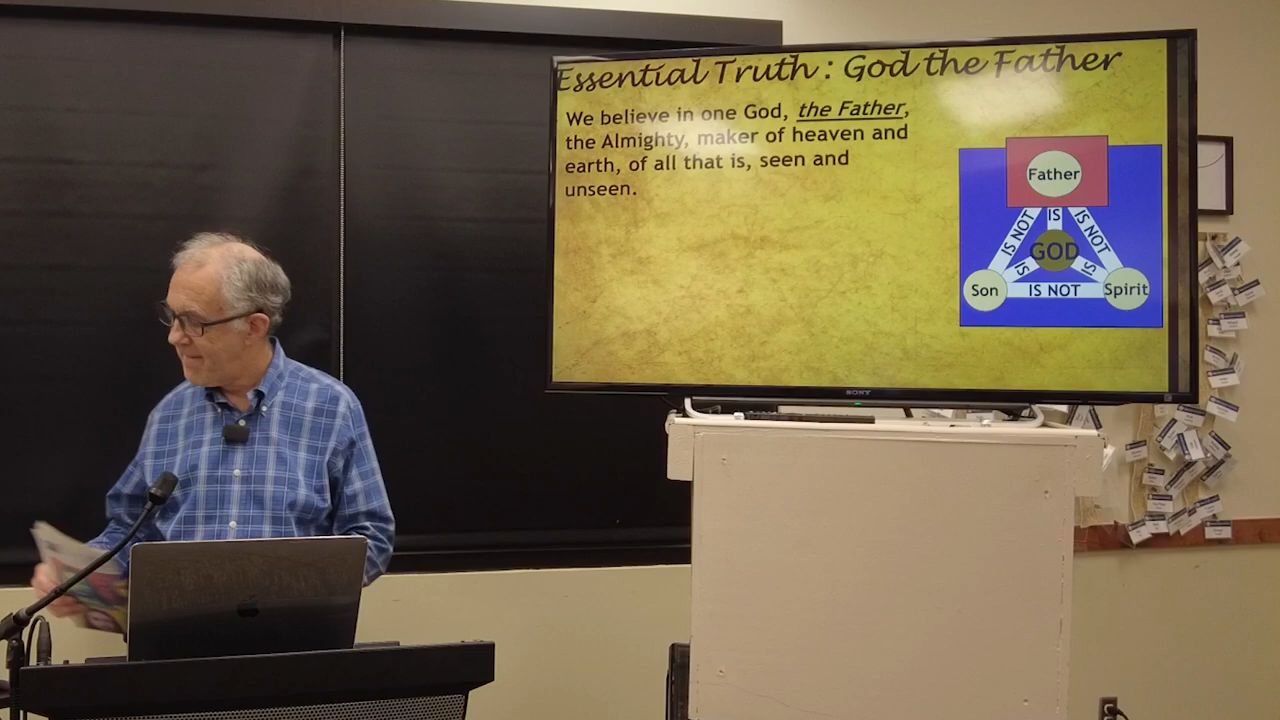 Essential Truth : God the Father
We believe in one God, the Father,
the Almighty, maker of heaven and
earth, of all that is, seen and
unseen.
Father
IS NOT
IS
IS NOT
GOD
IS
IS
Son
IS NOT
Spirit
SONY